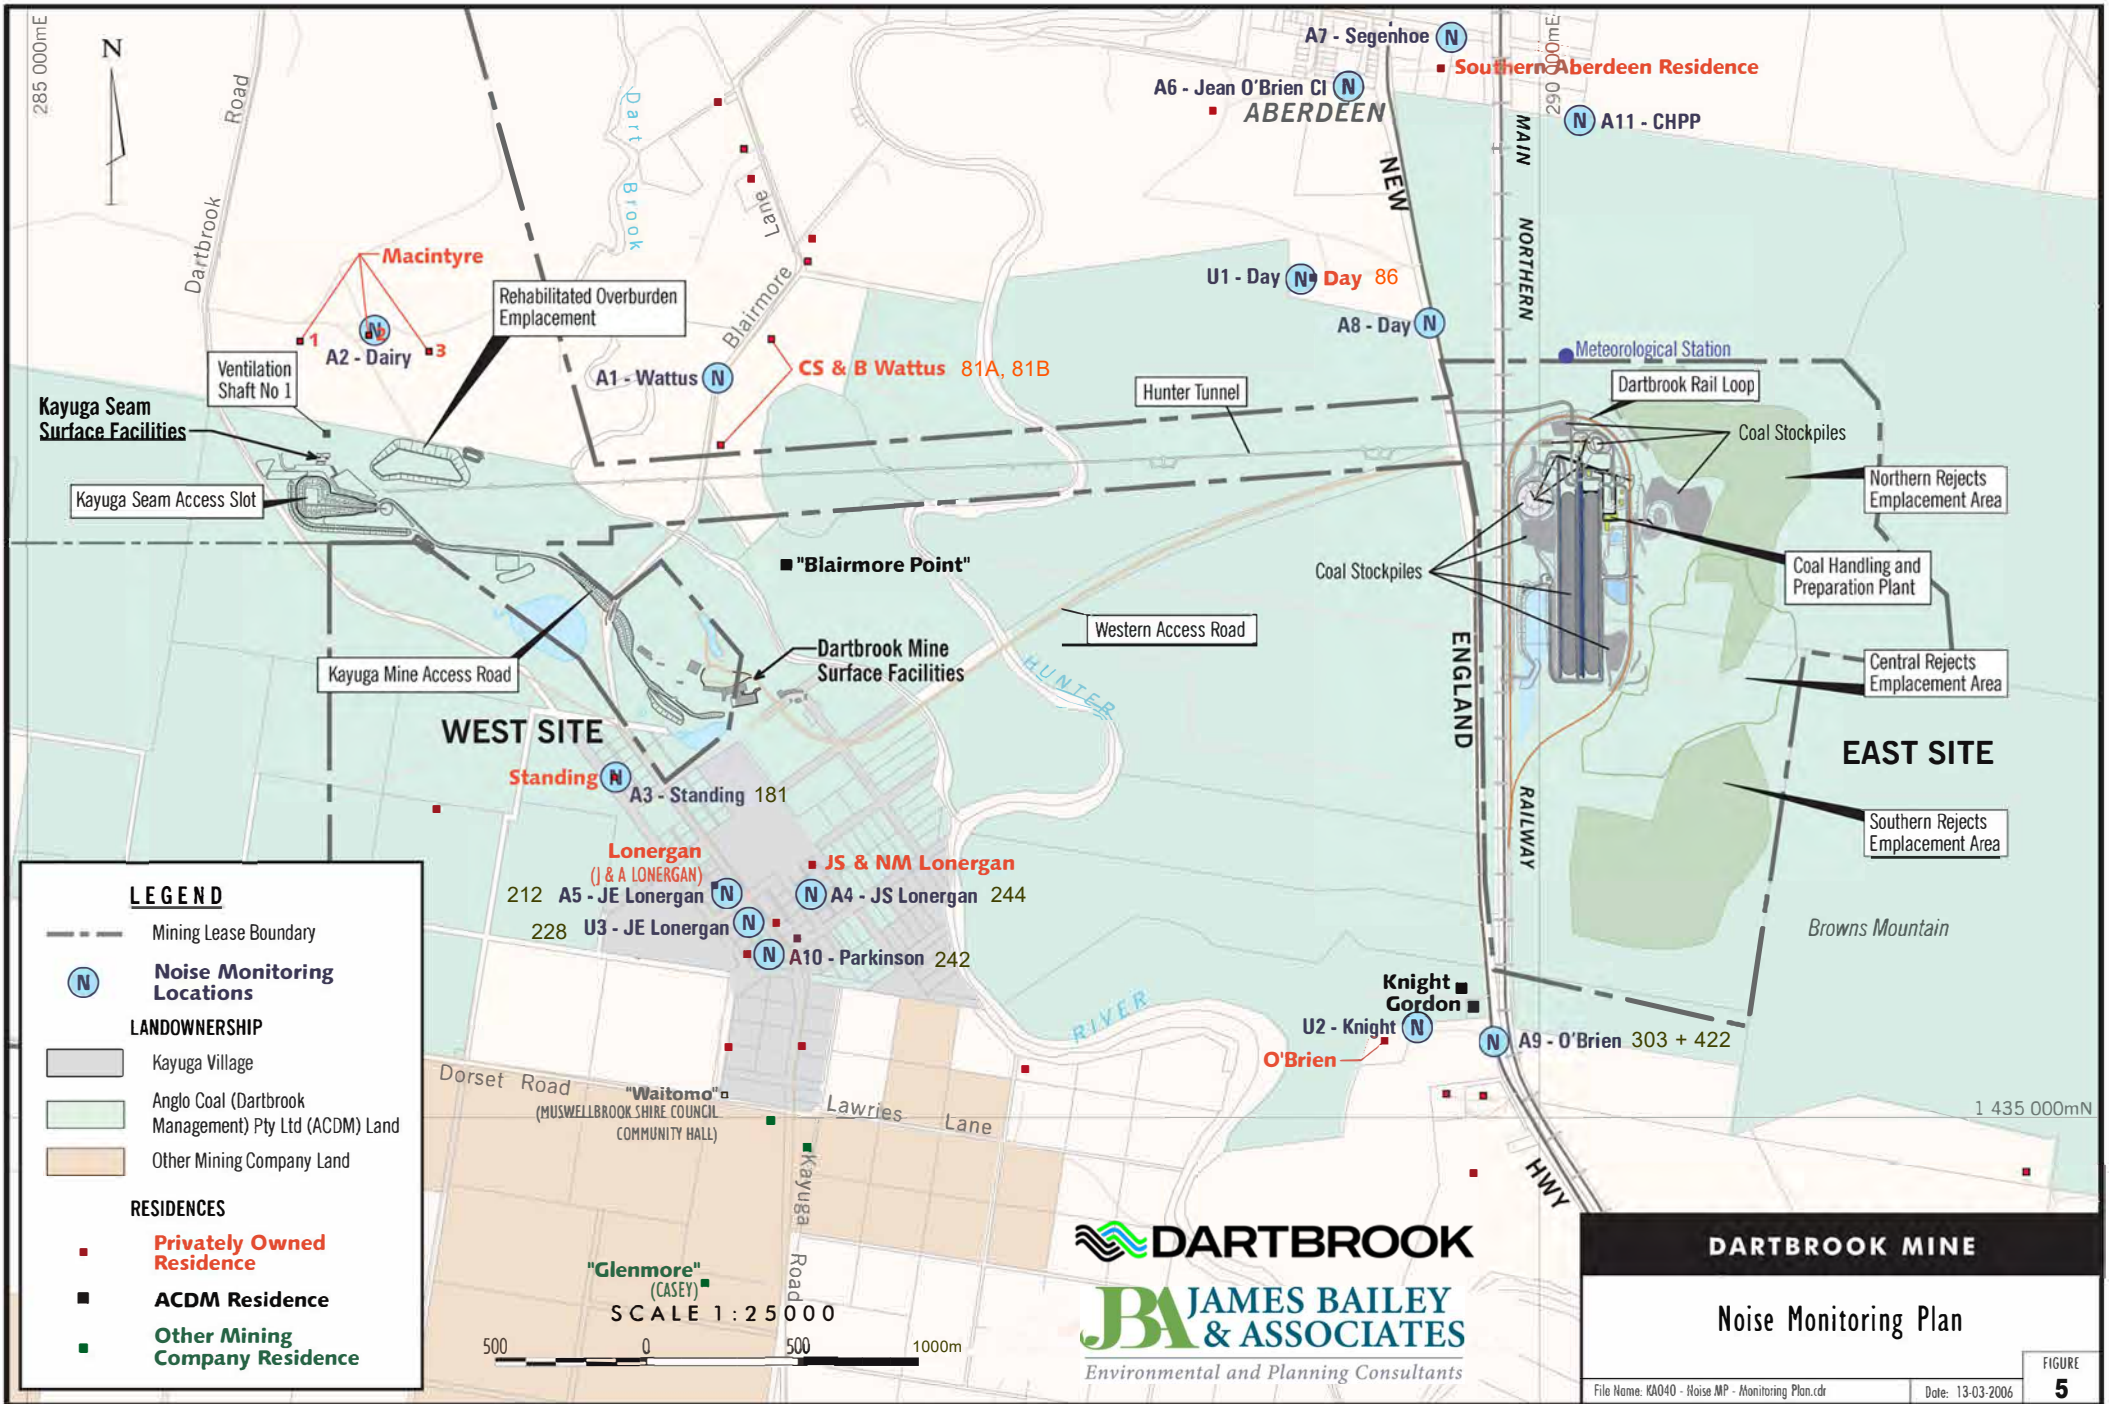 285 000mE
N
Road
Dartbrook
Dart Brook
Lane
Blairmore
A7 - Segenhoe N
Southern Aberdeen Residence
290 000mE
A6 - Jean O'Brien Cl N
ABERDEEN
N A11 - CHPP
MAIN
NORTHERN
RAILWAY
NEW
ENGLAND
HWY
Macintyre
1
2
3
N
A2 - Dairy
Rehabilitated Overburden
Emplacement
Ventilation
Shaft No 1
Kayuga Seam
Surface Facilities
Kayuga Seam Access Slot
A1 - Wattus N
CS & B Wattus 81A, 81B
U1 - Day N Day 86
A8 - Day N
Meteorological Station
Hunter Tunnel
Dartbrook Rail Loop
Coal Stockpiles
Northern Rejects
Emplacement Area
Coal Handling and
Preparation Plant
Coal Stockpiles
"Blairmore Point"
Western Access Road
Central Rejects
Emplacement Area
Kayuga Mine Access Road
Dartbrook Mine
Surface Facilities
HUNTER
RIVER
WEST SITE
EAST SITE
Standing N
A3 - Standing 181
Southern Rejects
Emplacement Area
Lonergan
(J & A LONERGAN)
JS & NM Lonergan
212 A5 - JE Lonergan N
N A4 - JS Lonergan 244
228 U3 - JE Lonergan N
N A10 - Parkinson 242
Browns Mountain
Knight
Gordon
U2 - Knight N
O'Brien
N A9 - O'Brien 303 + 422
1 435 000mN
Dorset Road
"Waitomo"
(MUSWELLBROOK SHIRE COUNCIL
COMMUNITY HALL)
Lawries Lane
Kayuga Road
"Glenmore"
(CASEY)
SCALE 1:25000
500 0 500 1000m
LEGEND
Mining Lease Boundary
N Noise Monitoring
Locations
LANDOWNERSHIP
Kayuga Village
Anglo Coal (Dartbrook
Management) Pty Ltd (ACDM) Land
Other Mining Company Land
RESIDENCES
Privately Owned
Residence
ACDM Residence
Other Mining
Company Residence
DARTBROOK
JBA JAMES BAILEY
& ASSOCIATES
Environmental and Planning Consultants
DARTBROOK MINE
Noise Monitoring Plan
File Name: KA040 - Noise MP - Monitoring Plan.cdr
Date: 13-03-2006
FIGURE
5